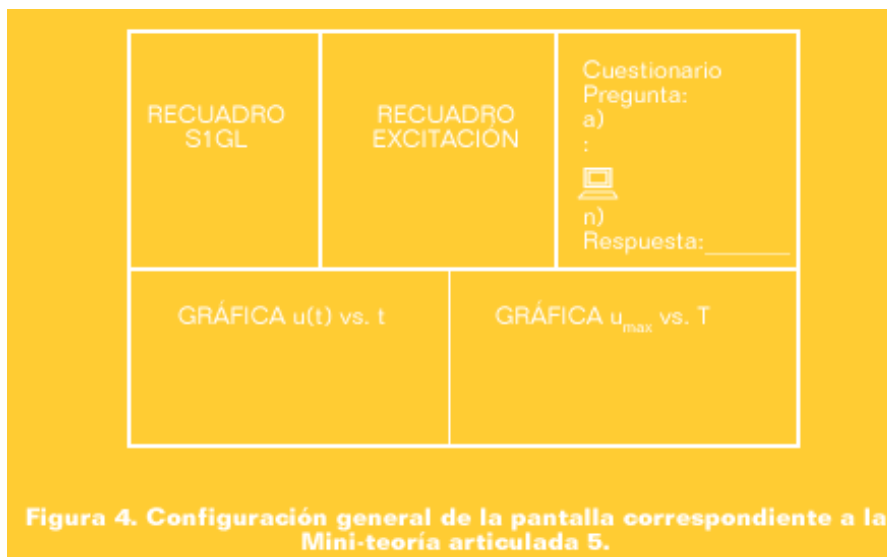 RECUADRO
S1GL
RECUADRO
EXCITACIÓN
Cuestionario
Pregunta:
a)
:
n)
Respuesta:_______
GRÁFICA u(t) vs. t
GRÁFICA umax vs. T
Figura 4. Configuración general de la pantalla correspondiente a la
Mini-teoría articulada 5.